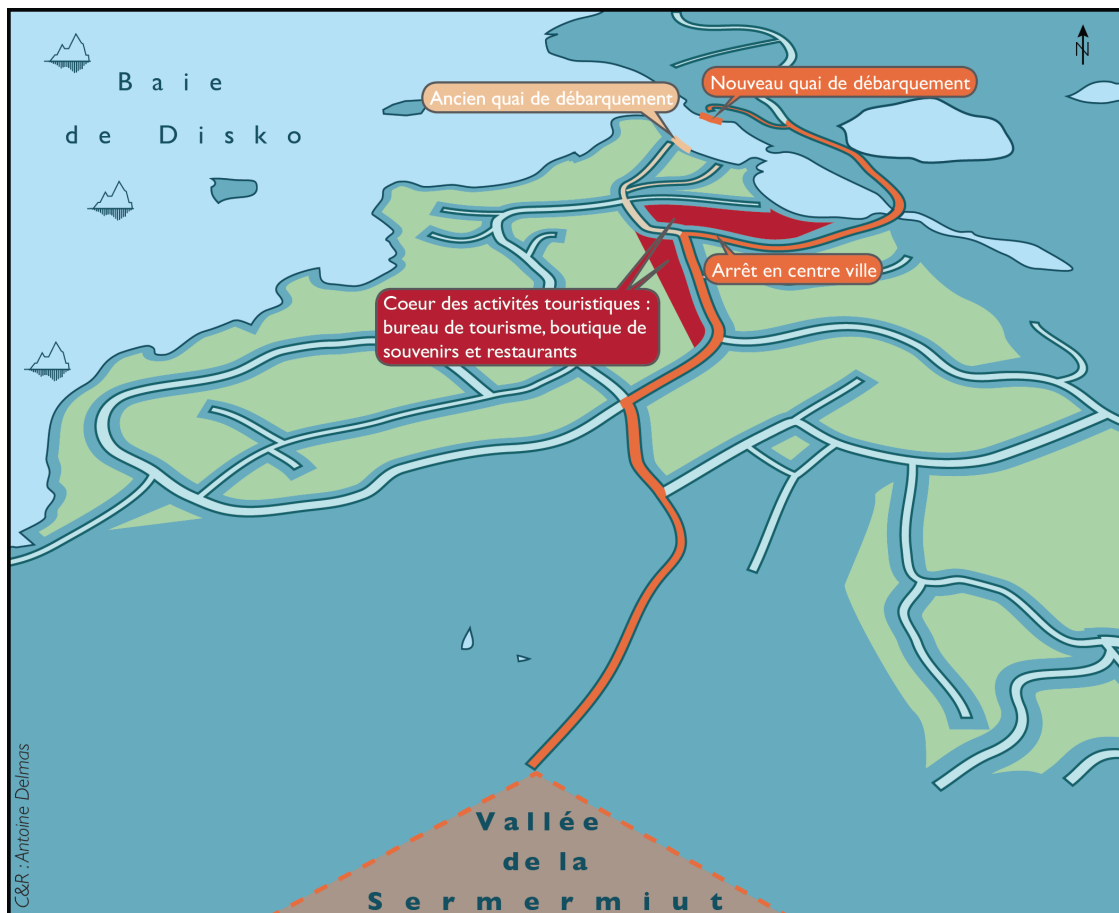 Baie
de Disko
N
Ancien quai de débarquement
Nouveau quai de débarquement
Arrêt en centre ville
Coeur des activités touristiques :
bureau de tourisme, boutique de
souvenirs et restaurants
Vallée
de la
Sermermiut
C&R : Antoine Delmas